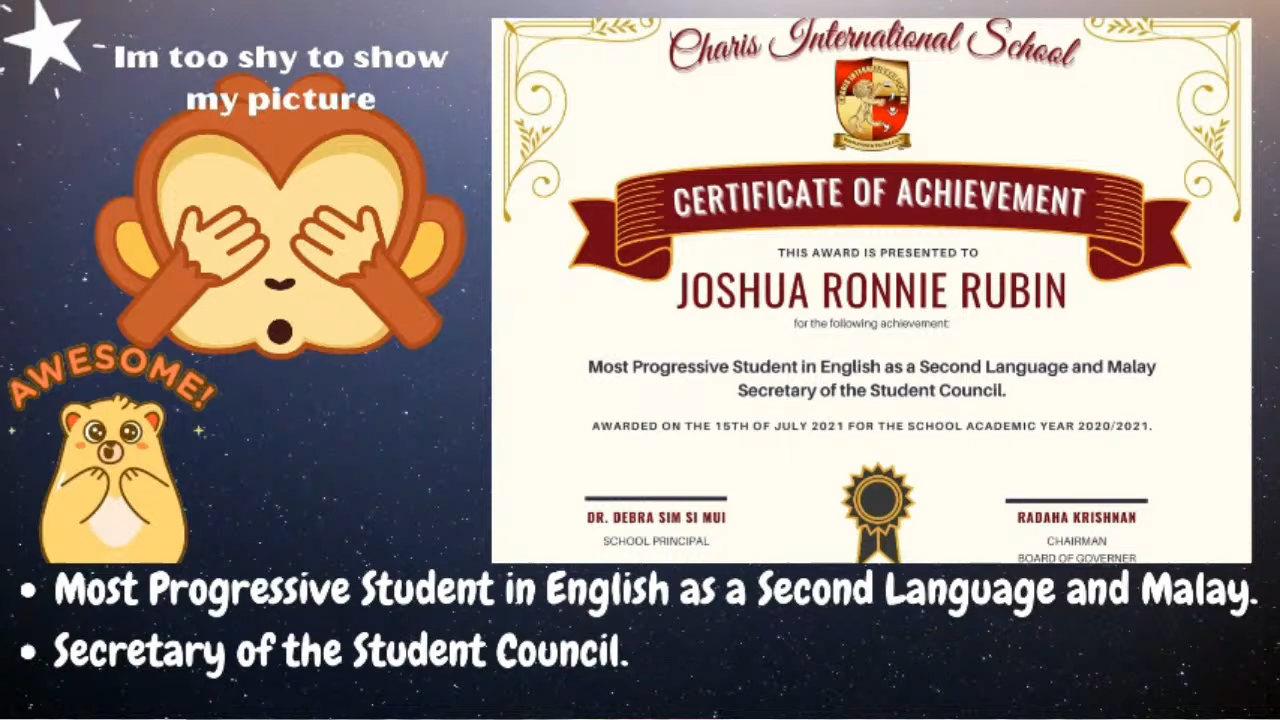 Im too shy to show
my picture
AWESOME!
Charis International School
CERTIFICATE OF ACHIEVEMENT
THIS AWARD IS PRESENTED TO
JOSHUA RONNIE RUBIN
for the following achievement:
Most Progressive Student in English as a Second Language and Malay
Secretary of the Student Council.
AWARDED ON THE 15TH OF JULY 2021 FOR THE SCHOOL ACADEMIC YEAR 2020/2021.
DR. DEBRA SIM SI MUI
SCHOOL PRINCIPAL
RADAHA KRISHNAN
CHAIRMAN
BOARD OF GOVERNER
• Most Progressive Student in English as a Second Language and Malay.
• Secretary of the Student Council.